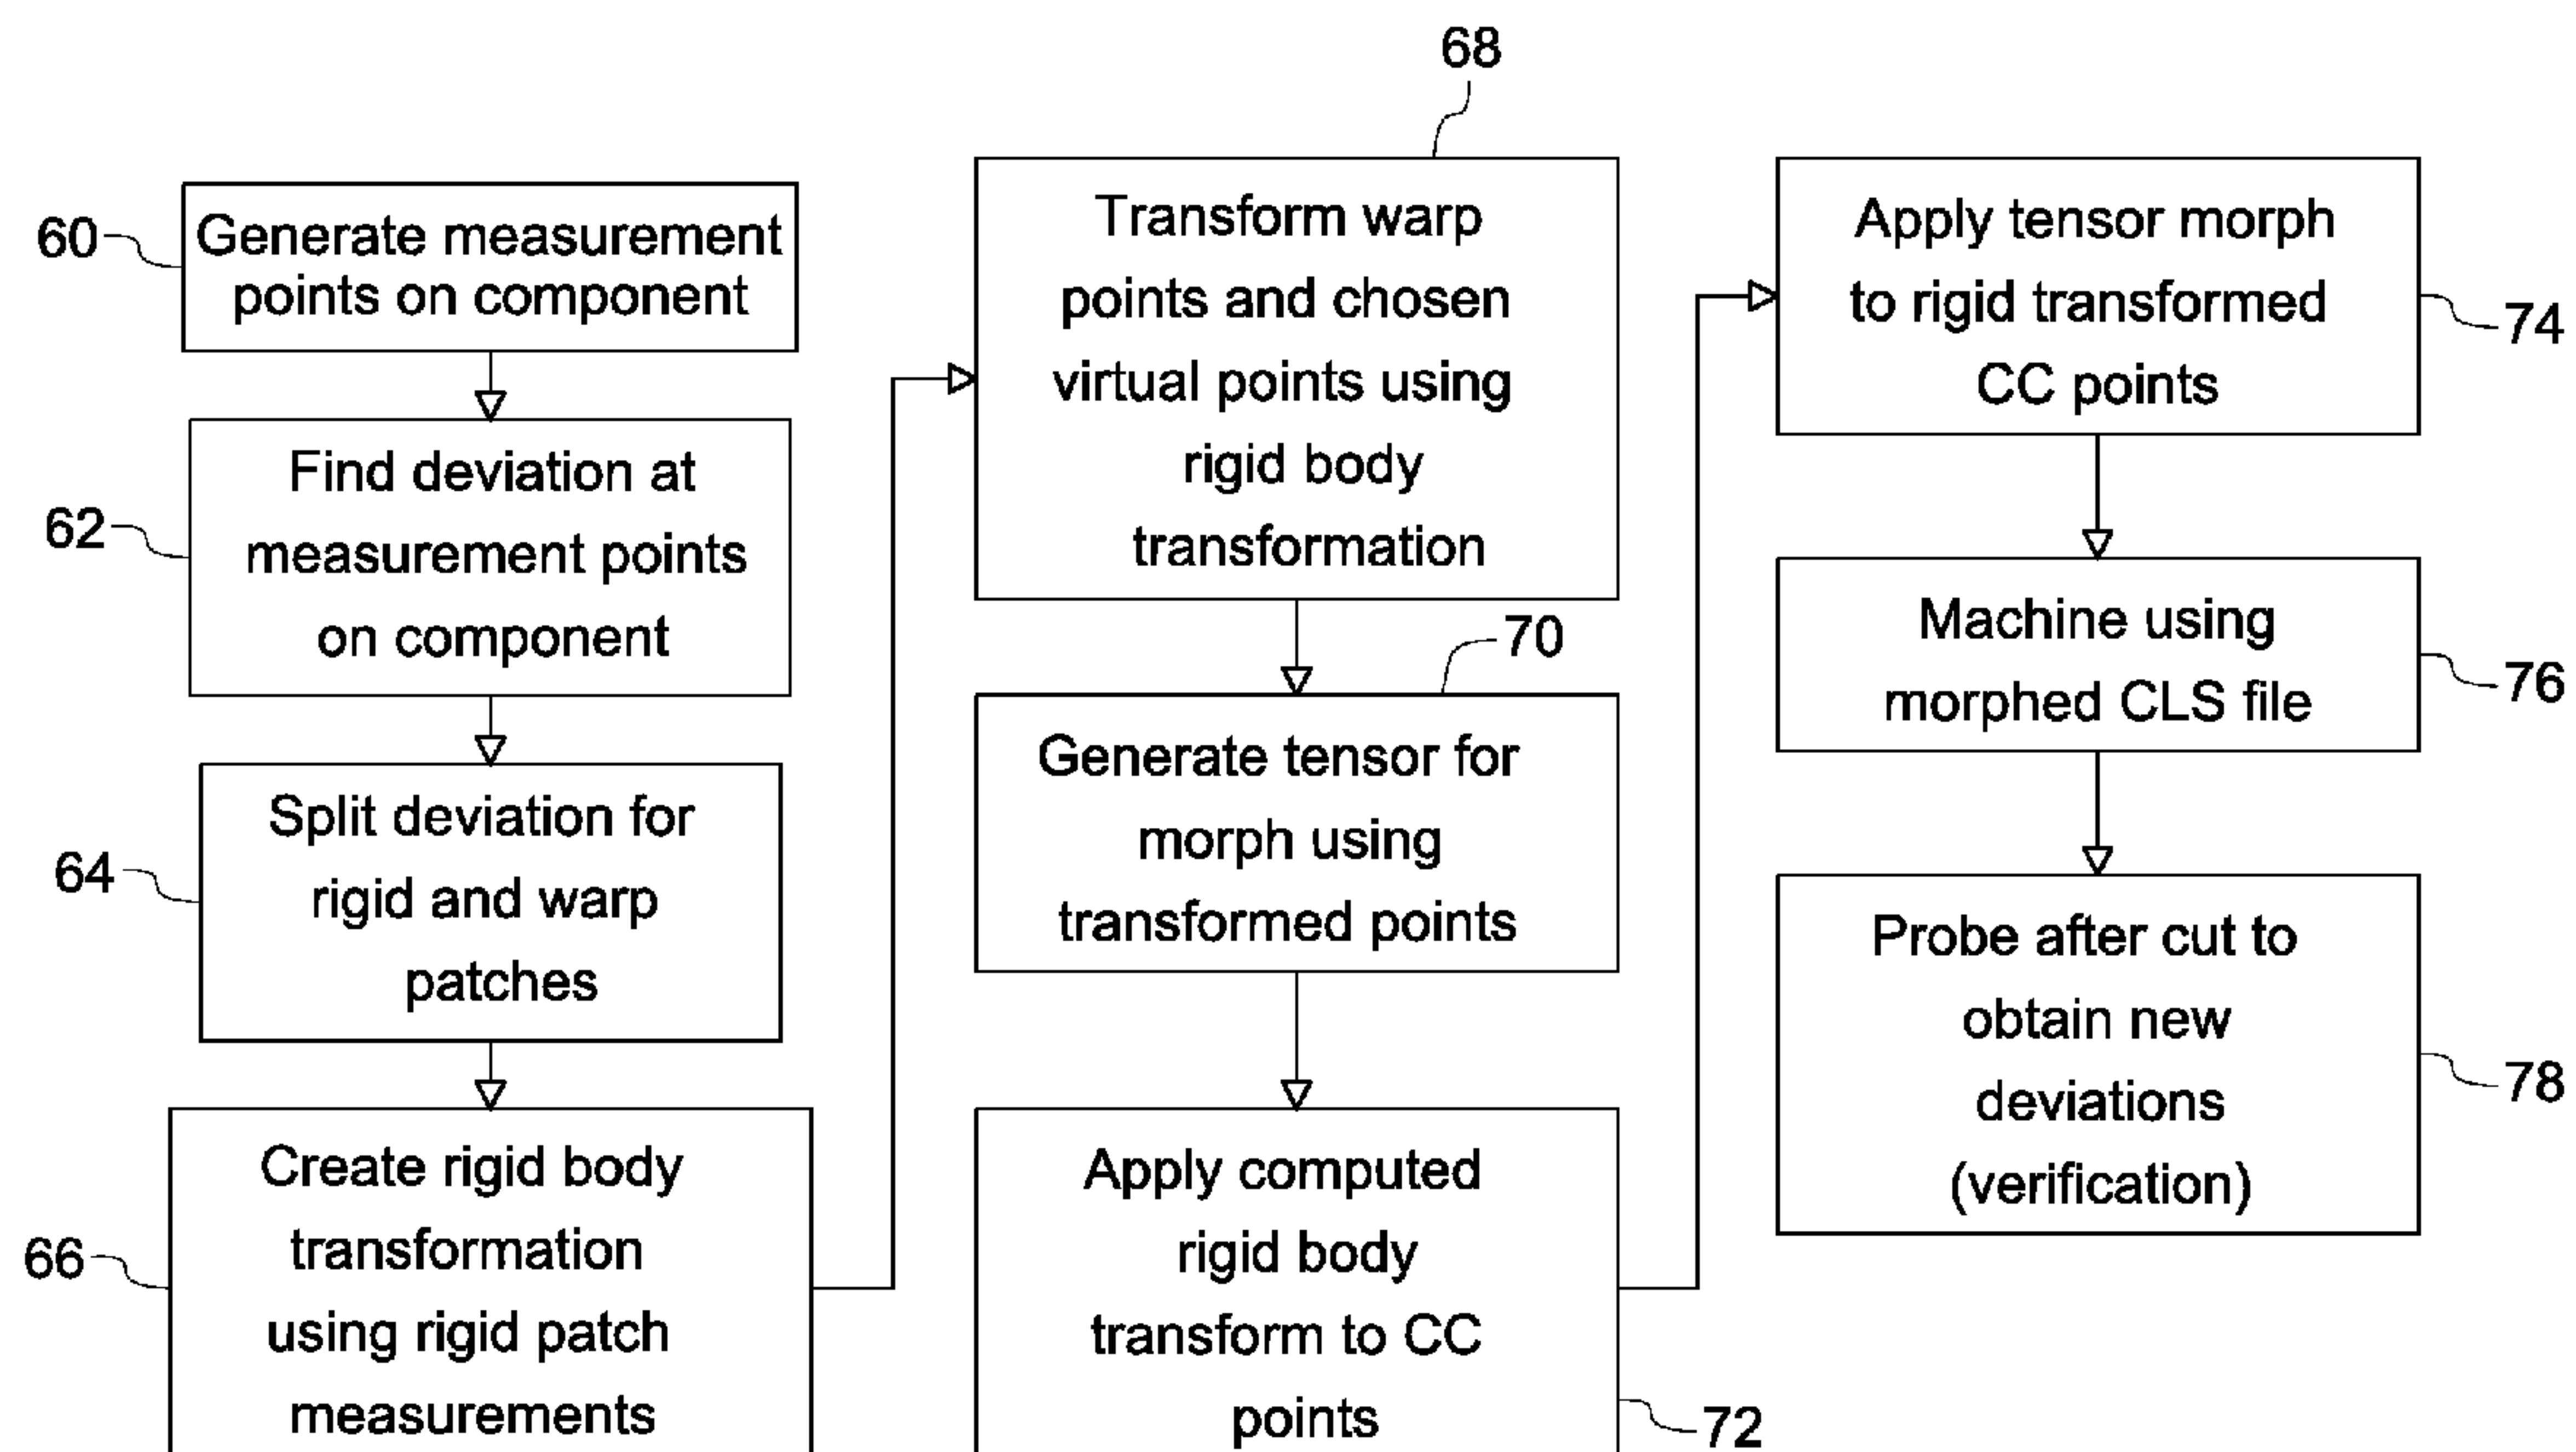 60
Generate measurement
points on component
62
Find deviation at
measurement points
on component
64
Split deviation for
rigid and warp
patches
66
Create rigid body
transformation
using rigid patch
measurements
68
Transform warp
points and chosen
virtual points using
rigid body
transformation
70
Generate tensor for
morph using
transformed points
Apply computed
rigid body
transform to CC
points
72
Apply tensor morph
to rigid transformed
CC points
74
Machine using
morphed CLS file
76
Probe after cut to
obtain new
deviations
(verification)
78